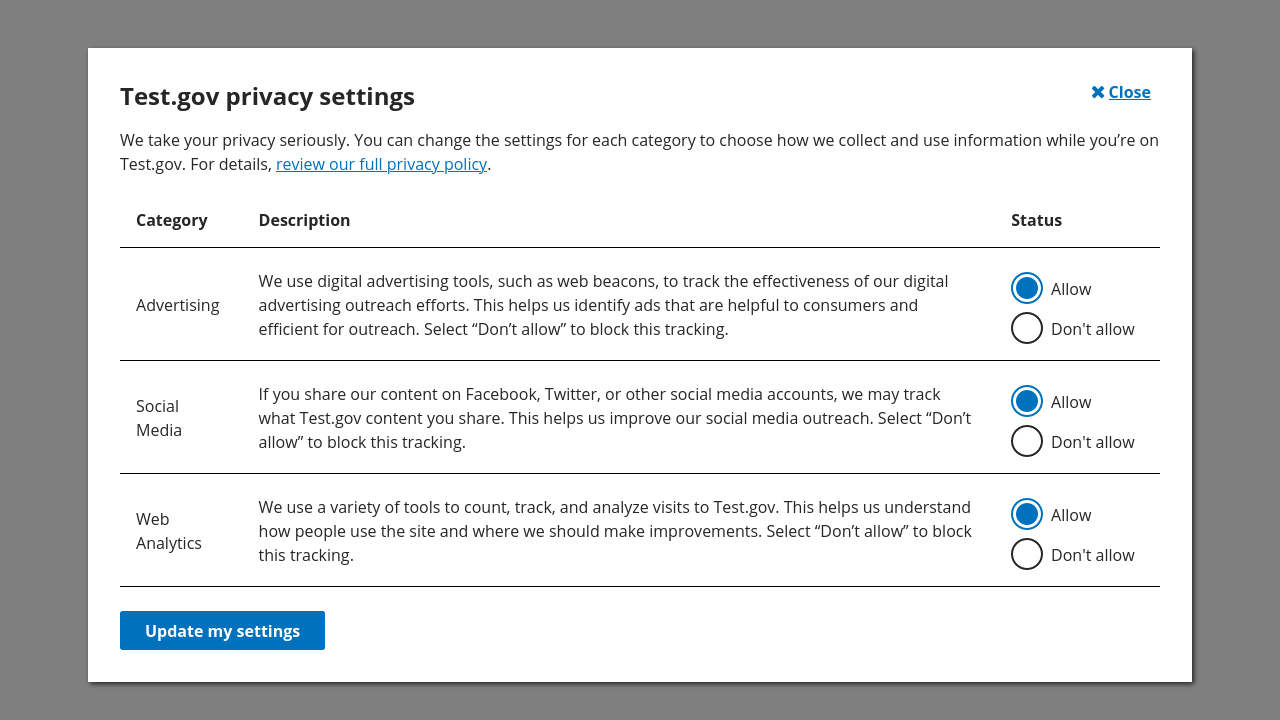 Test.gov privacy settings
✖ Close
We take your privacy seriously. You can change the settings for each category to choose how we collect and use information while you’re on
Test.gov. For details, review our full privacy policy.
Category Description Status
Advertising
We use digital advertising tools, such as web beacons, to track the effectiveness of our digital
advertising outreach efforts. This helps us identify ads that are helpful to consumers and
efficient for outreach. Select “Don’t allow” to block this tracking.
Allow
Don't allow
Social
Media
If you share our content on Facebook, Twitter, or other social media accounts, we may track
what Test.gov content you share. This helps us improve our social media outreach. Select “Don’t
allow” to block this tracking.
Allow
Don't allow
Web
Analytics
We use a variety of tools to count, track, and analyze visits to Test.gov. This helps us understand
how people use the site and where we should make improvements. Select “Don’t allow” to block
this tracking.
Allow
Don't allow
Update my settings